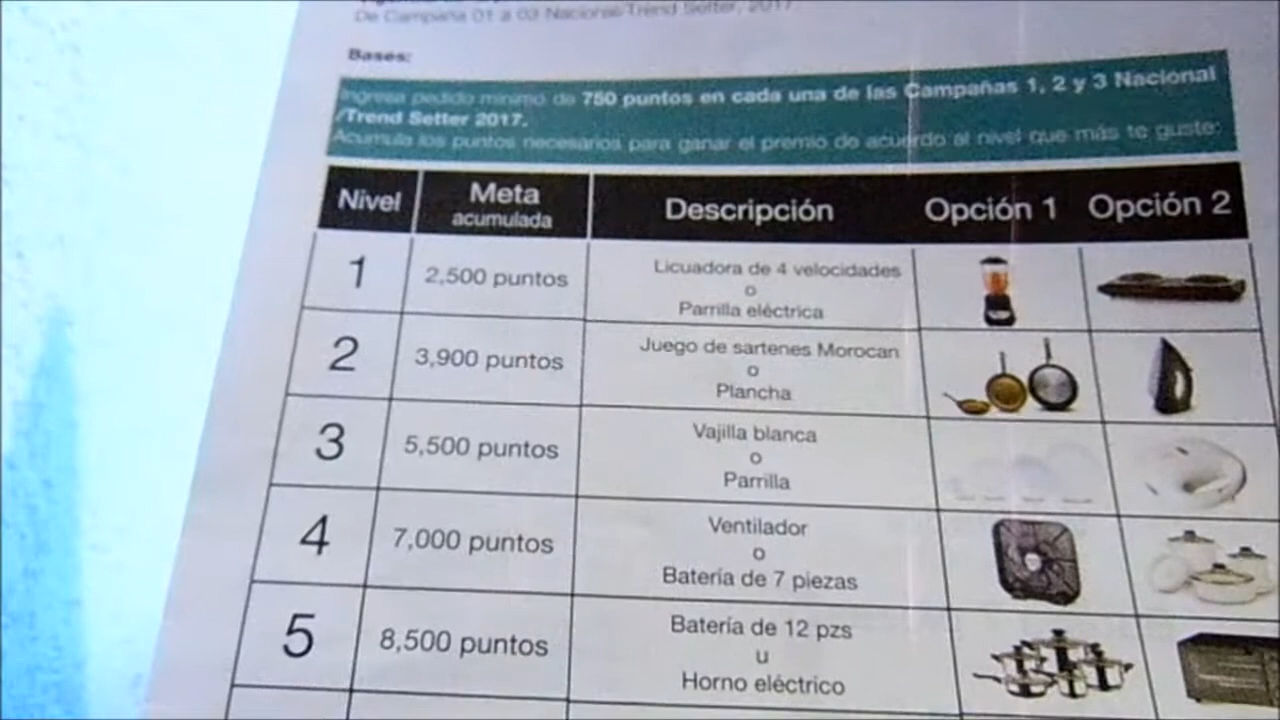 De Campaña 01 a 03 Nacional/Trend Setter, 2017
Bases:
Ingresa pedido mínimo de 750 puntos en cada una de las Campañas 1, 2 y 3 Nacional
/Trend Setter 2017.
Acumula los puntos necesarios para ganar el premio de acuerdo al nivel que más te guste:
Nivel
Meta
acumulada
Descripción
Opción 1
Opción 2
1
2,500 puntos
Licuadora de 4 velocidades
o
Parrilla eléctrica
2
3,900 puntos
Juego de sartenes Morocan
o
Plancha
3
5,500 puntos
Vajilla blanca
o
Parrilla
4
7,000 puntos
Ventilador
o
Batería de 7 piezas
5
8,500 puntos
Batería de 12 pzs
u
Horno eléctrico